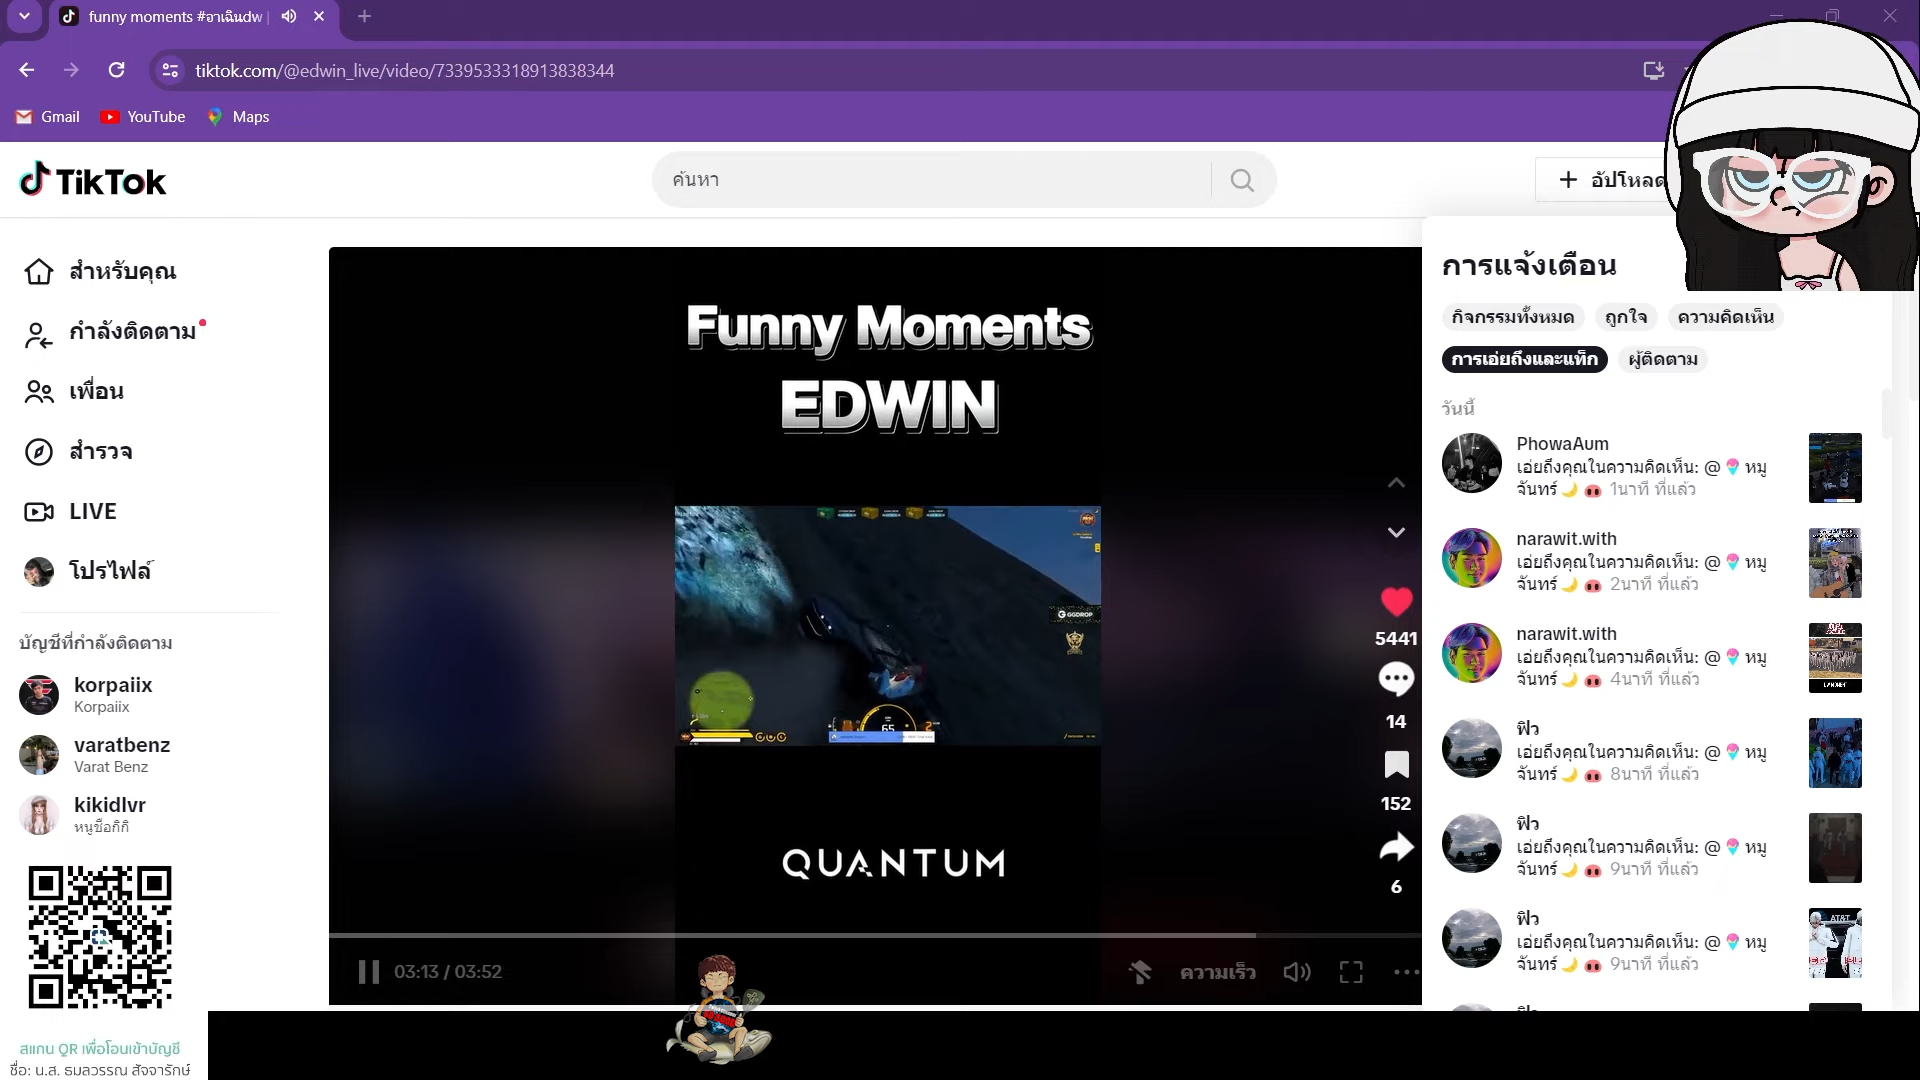 funny moments #อาเฉินdw
tiktok.com/@edwin_live/video/7339533318913838344
Gmail
YouTube
Maps
TikTok
ค้นหา
อัปโหลด
สำหรับคุณ
กำลังติดตาม
เพื่อน
สำรวจ
LIVE
โปรไฟล์
บัญชีที่กำลังติดตาม
korpaiix
Korpaiix
varatbenz
Varat Benz
kikidlvr
หนูชื่อกีกี
สแกน QR เพื่อโอนเข้าบัญชี
ชื่อ: น.ส. ธมลวรรณ สัจจารักษ์
Funny Moments
EDWIN
GGDROP
65
QUANTUM
03:13 / 03:52
ความเร็ว
5441
14
152
6
การแจ้งเตือน
กิจกรรมทั้งหมด
ถูกใจ
ความคิดเห็น
การเอ่ยถึงและแท็ก
ผู้ติดตาม
วันนี้
PhowaAum
เอ่ยถึงคุณในความคิดเห็น: @🍧 หมู
จันทร์🌙 🐽 1นาที ที่แล้ว
narawit.with
เอ่ยถึงคุณในความคิดเห็น: @🍧 หมู
จันทร์🌙 🐽 2นาที ที่แล้ว
narawit.with
เอ่ยถึงคุณในความคิดเห็น: @🍧 หมู
จันทร์🌙 🐽 4นาที ที่แล้ว
ฟิว
เอ่ยถึงคุณในความคิดเห็น: @🍧 หมู
จันทร์🌙 🐽 8นาที ที่แล้ว
ฟิว
เอ่ยถึงคุณในความคิดเห็น: @🍧 หมู
จันทร์🌙 🐽 9นาที ที่แล้ว
ฟิว
เอ่ยถึงคุณในความคิดเห็น: @🍧 หมู
จันทร์🌙 🐽 9นาที ที่แล้ว
AT&T